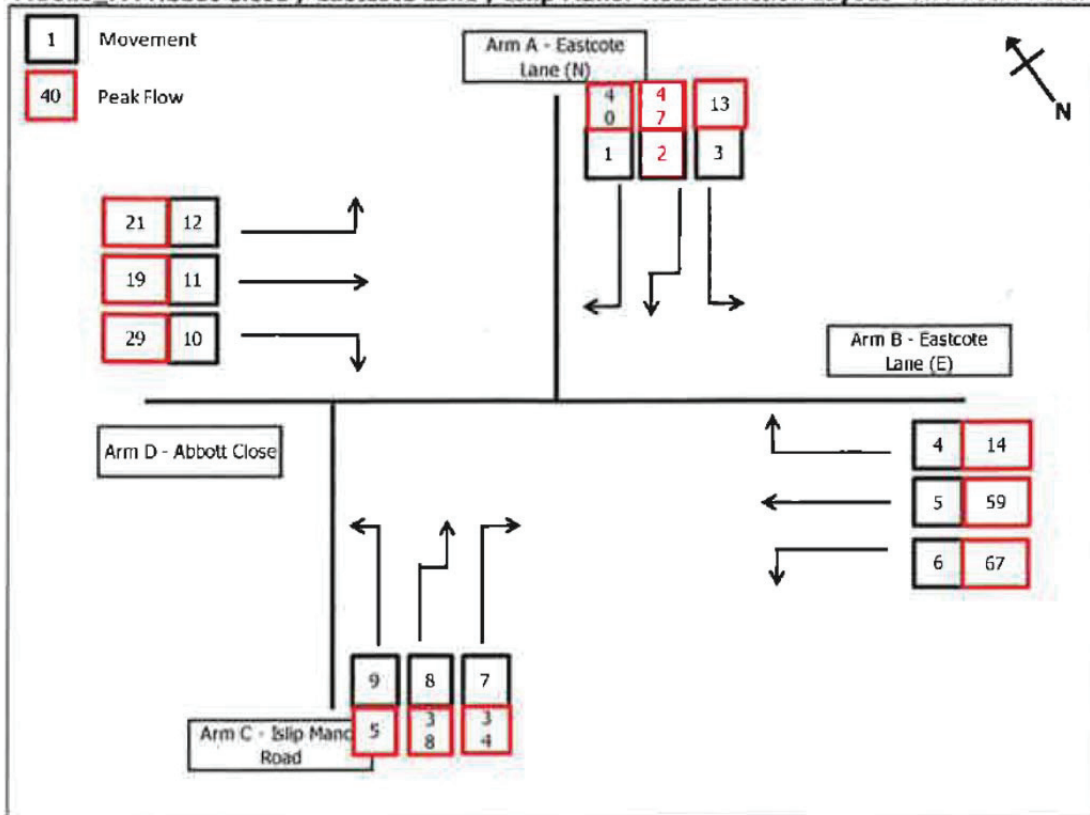 1 Movement
40 Peak Flow
Arm A - Eastcote
Lane (N)
N
4
0
4
7
13
1
2
3
21
12
19
11
29
10
Arm B - Eastcote
Lane (E)
Arm D - Abbott Close
4
14
5
59
6
67
9
8
7
5
3
8
3
4
Arm C - Islip Mano
Road